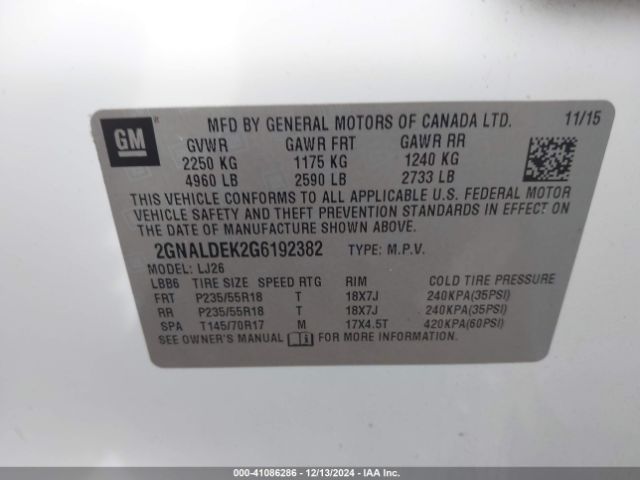 GM
MFD BY GENERAL MOTORS OF CANADA LTD. 11/15
GVWR GAWR FRT GAWR RR
2250 KG 1175 KG 1240 KG
4960 LB 2590 LB 2733 LB
THIS VEHICLE CONFORMS TO ALL APPLICABLE U.S. FEDERAL MOTOR
VEHICLE SAFETY AND THEFT PREVENTION STANDARDS IN EFFECT ON
THE DATE OF MANUFACTURE SHOWN ABOVE.
2GNALDEK2G6192382 TYPE: M.P.V.
MODEL: LJ26
LBB6 TIRE SIZE SPEED RTG RIM COLD TIRE PRESSURE
FRT P235/55R18 T 18X7J 240KPA(35PSI)
RR P235/55R18 T 18X7J 240KPA(35PSI)
SPA T145/70R17 M 17X4.5T 420KPA(60PSI)
SEE OWNER'S MANUAL FOR MORE INFORMATION.
000-41086286 - 12/13/2024 - IAA Inc.